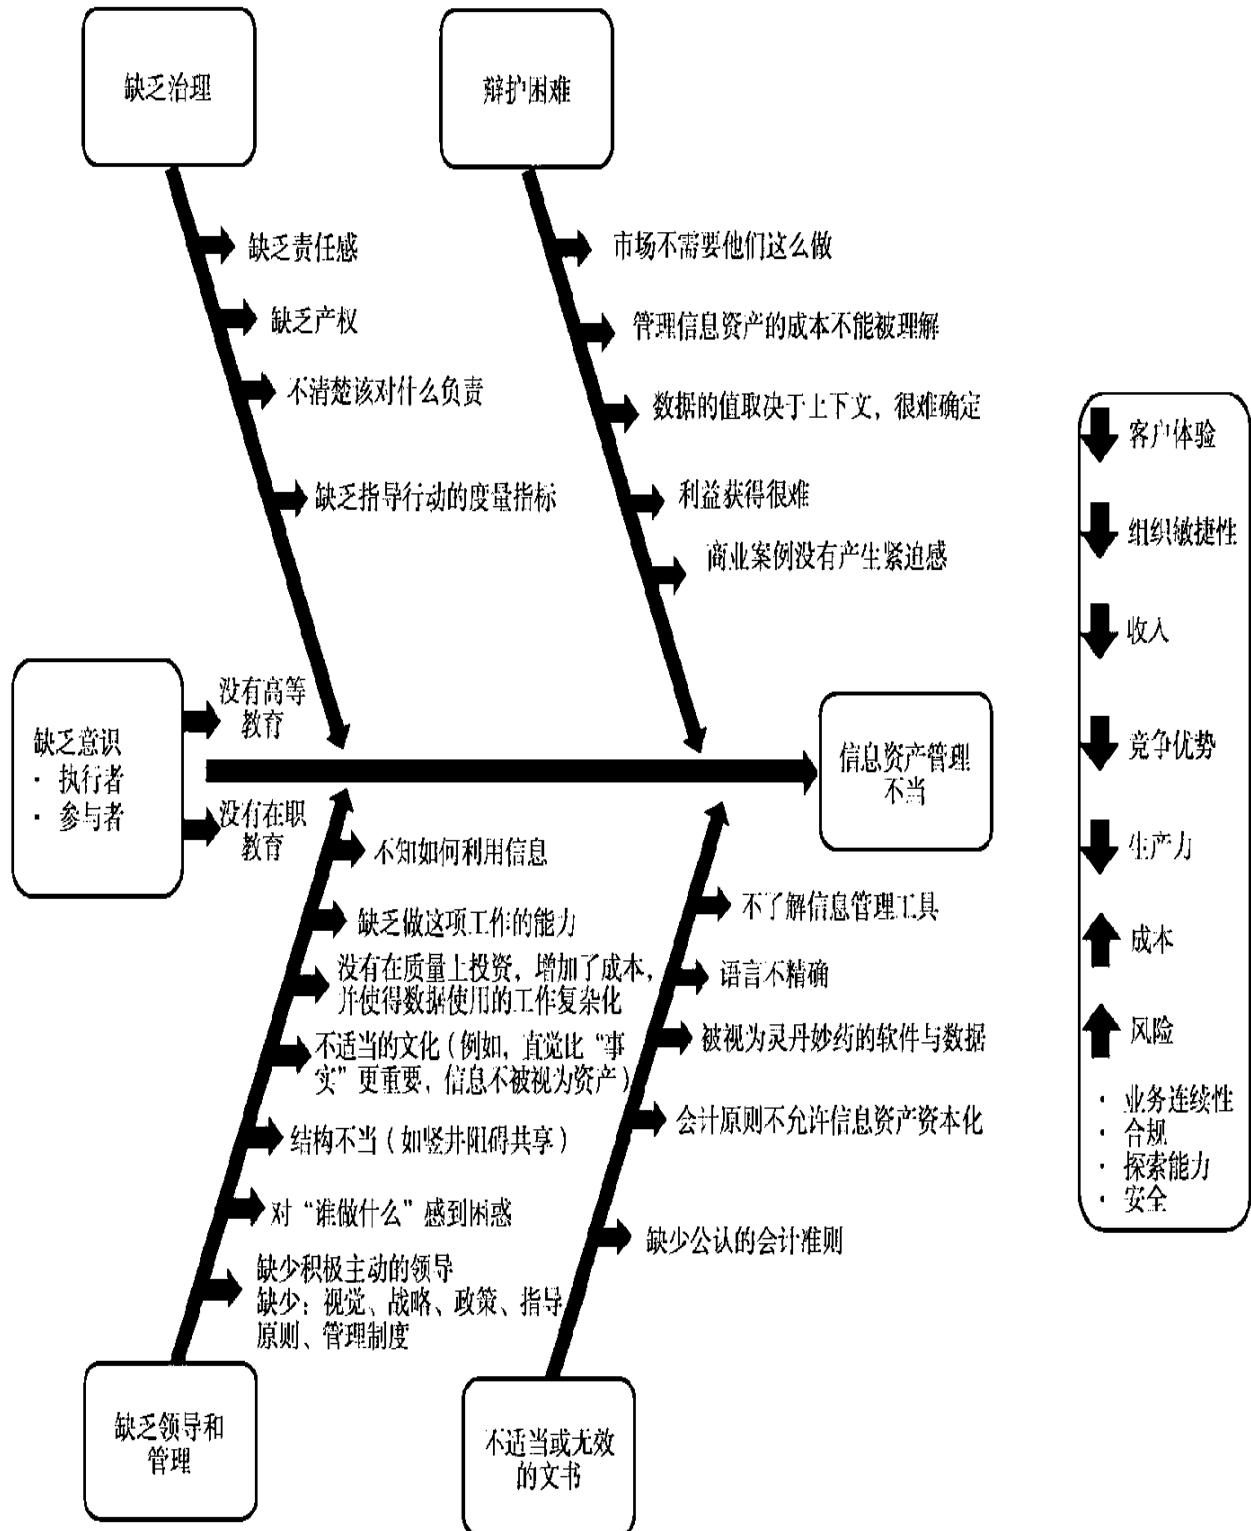 缺乏治理
辩护困难
缺乏责任感
缺乏产权
不清楚该对什么负责
缺乏指导行动的度量指标
市场不需要他们这么做
管理信息资产的成本不能被理解
数据的值取决于上下文，很难确定
利益获得很难
商业案例没有产生紧迫感
缺乏意识
· 执行者
· 参与者
没有高等
教育
没有在职
教育
信息资产管理
不当
不知如何利用信息
缺乏做这项工作的能力
没有在质量上投资，增加了成本，
并使得数据使用的工作复杂化
不适当的文化（例如，直觉比“事
实”更重要，信息不被视为资产）
结构不当（如竖井阻碍共享）
对“谁做什么”感到困惑
缺少积极主动的领导
缺少：视觉、战略、政策、指导
原则、管理制度
缺乏领导和
管理
不了解信息管理工具
语言不精确
被视为灵丹妙药的软件与数据
会计原则不允许信息资产资本化
缺少公认的会计准则
不适当或无效
的文书
客户体验
组织敏捷性
收入
竞争优势
生产力
成本
风险
· 业务连续性
· 合规
· 探索能力
· 安全